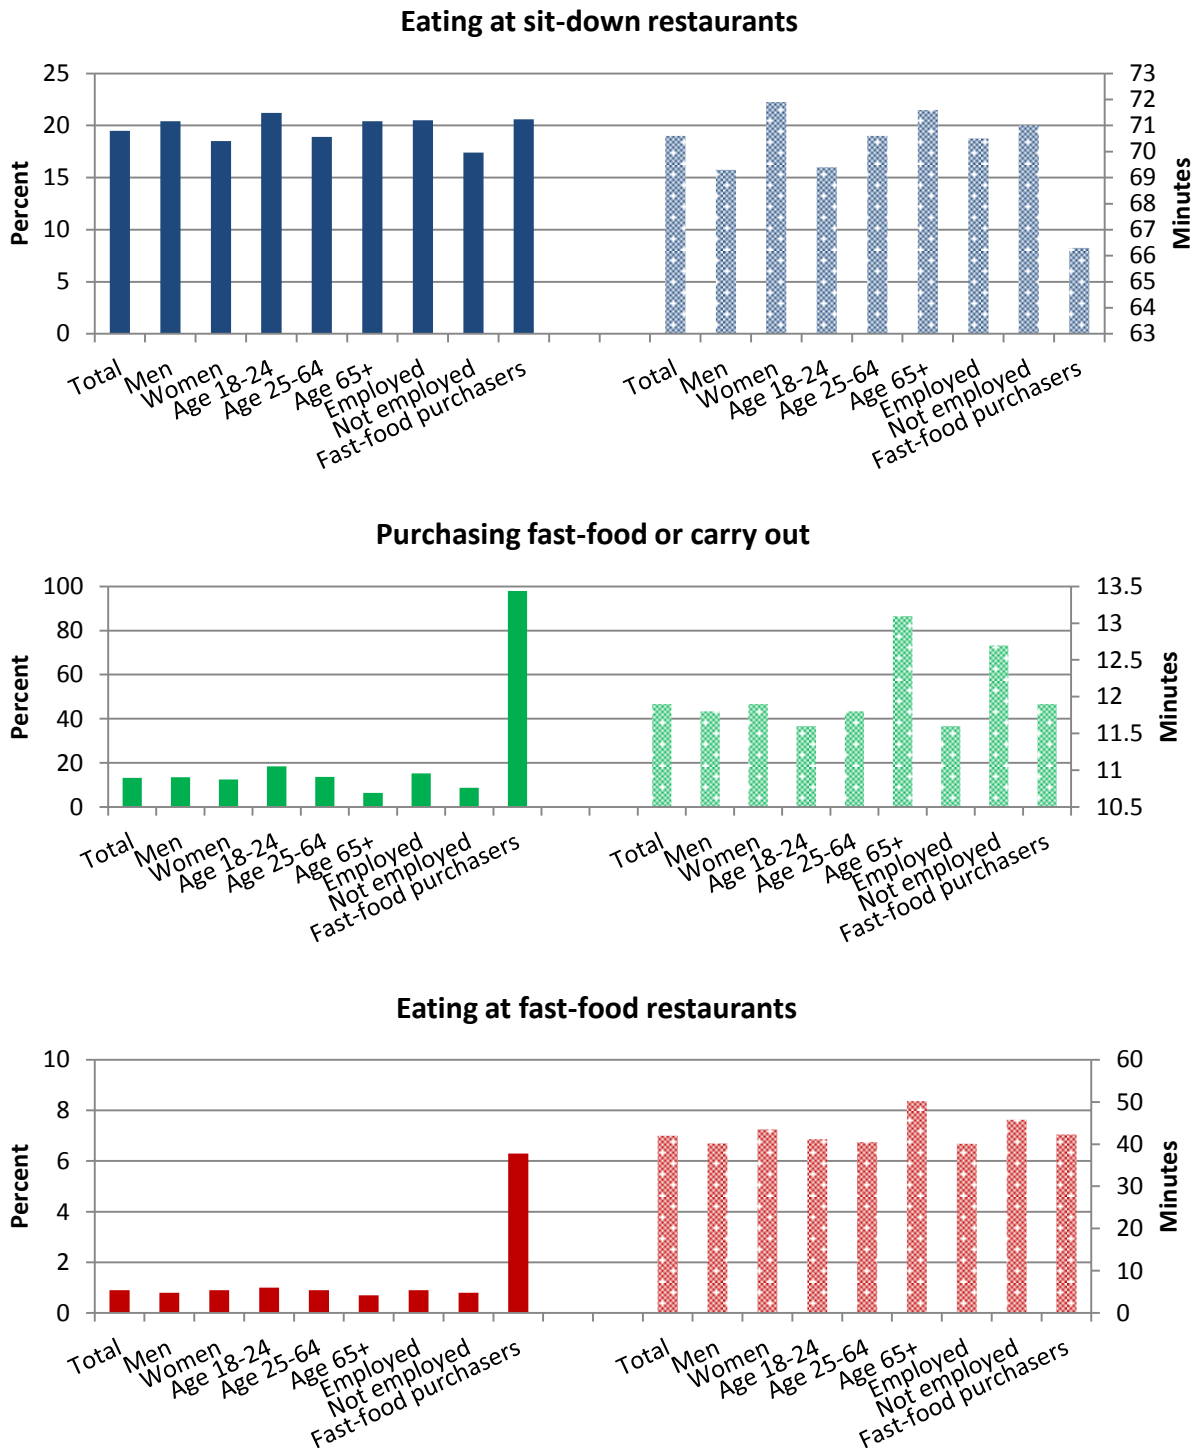 Eating at sit-down restaurants
25
20
15
10
5
0
Percent
73
72
71
70
69
68
67
66
65
64
63
Minutes
Total
Men
Women
Age 18-24
Age 25-64
Age 65+
Employed
Not employed
Fast-food purchasers
Total
Men
Women
Age 18-24
Age 25-64
Age 65+
Employed
Not employed
Fast-food purchasers
Purchasing fast-food or carry out
100
80
60
40
20
0
Percent
13.5
13
12.5
12
11.5
11
10.5
Minutes
Total
Men
Women
Age 18-24
Age 25-64
Age 65+
Employed
Not employed
Fast-food purchasers
Total
Men
Women
Age 18-24
Age 25-64
Age 65+
Employed
Not employed
Fast-food purchasers
Eating at fast-food restaurants
10
8
6
4
2
0
Percent
60
50
40
30
20
10
0
Minutes
Total
Men
Women
Age 18-24
Age 25-64
Age 65+
Employed
Not employed
Fast-food purchasers
Total
Men
Women
Age 18-24
Age 25-64
Age 65+
Employed
Not employed
Fast-food purchasers